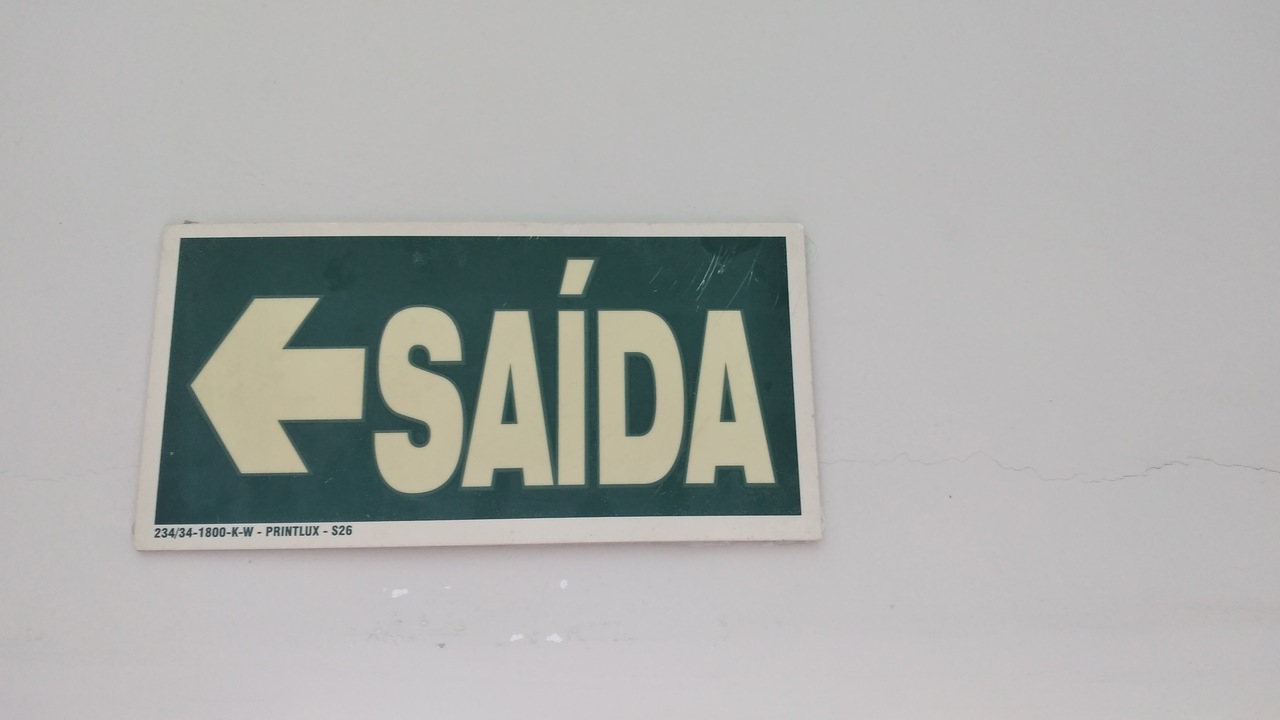 SAÍDA
234/34-1800-K-W - PRINTLUX - S26